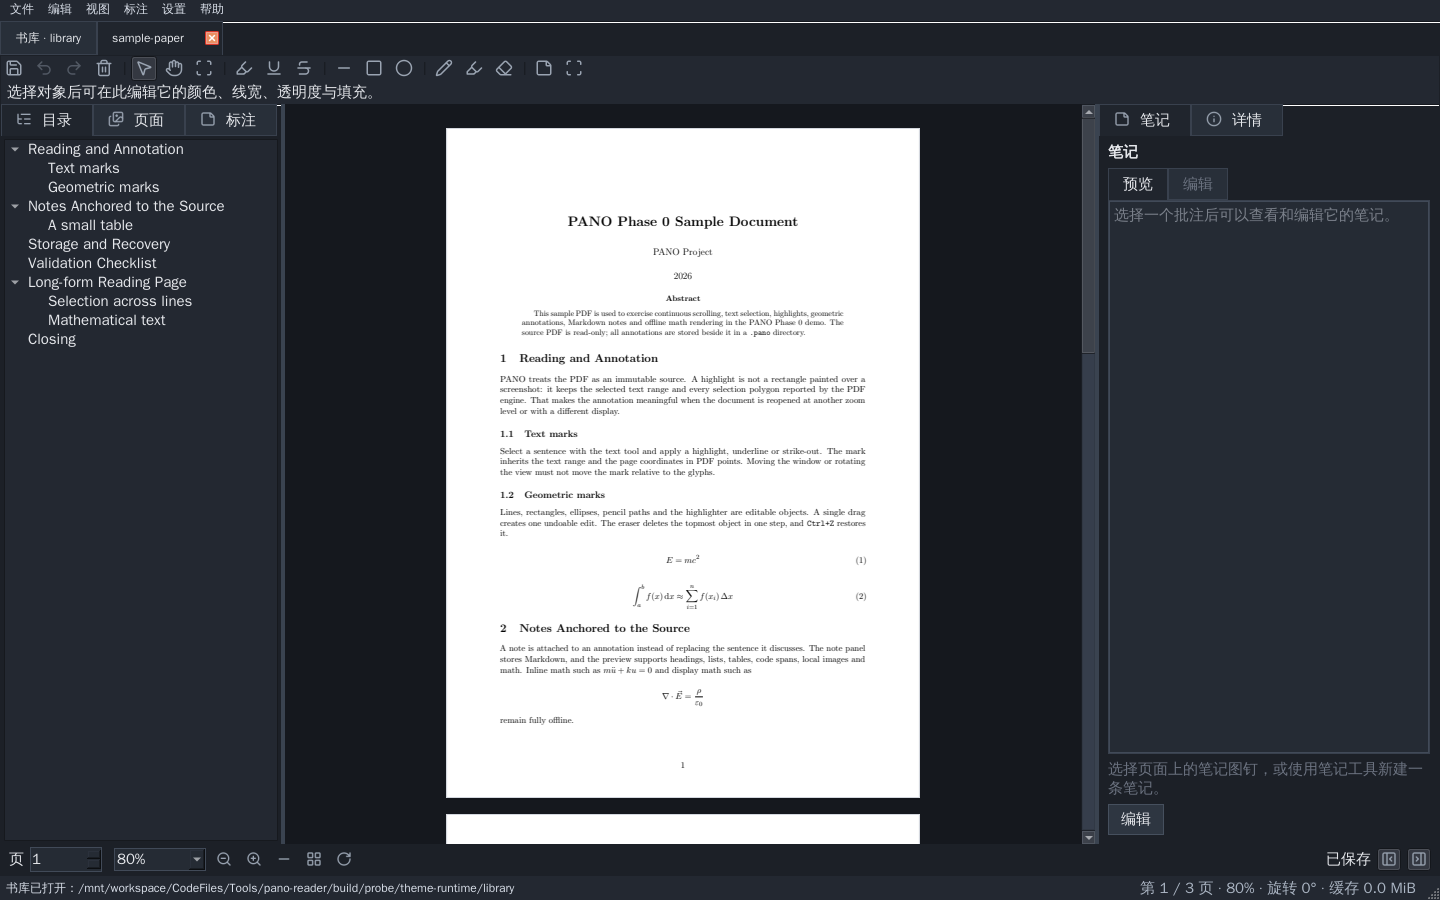 文件 编辑 视图 标注 设置 帮助
书库 · library sample-paper
选择对象后可在此编辑它的颜色、线宽、透明度与填充。
目录 页面 标注
Reading and Annotation
Text marks
Geometric marks
Notes Anchored to the Source
A small table
Storage and Recovery
Validation Checklist
Long-form Reading Page
Selection across lines
Mathematical text
Closing
PANO Phase 0 Sample Document
PANO Project
2026
Abstract
This sample PDF is used to exercise continuous scrolling, text selection, highlights, geometric
annotations, Markdown notes and offline math rendering in the PANO Phase 0 demo. The
source PDF is read-only; all annotations are stored beside it in a .pano directory.
1 Reading and Annotation
PANO treats the PDF as an immutable source. A highlight is not a rectangle painted over a
screenshot: it keeps the selected text range and every selection polygon reported by the PDF
engine. That makes the annotation meaningful when the document is reopened at another zoom
level or with a different display.
1.1 Text marks
Select a sentence with the text tool and apply a highlight, underline or strike-out. The mark
inherits the text range and the page coordinates in PDF points. Moving the window or rotating
the view must not move the mark relative to the glyphs.
1.2 Geometric marks
Lines, rectangles, ellipses, pencil paths and the highlighter are editable objects. A single drag
creates one undoable edit. The eraser deletes the topmost object in one step, and Ctrl+Z restores
it.
E = mc² (1)
∫ₐᵇ f(x) dx ≈ ∑ᵢ₌₁ⁿ f(xᵢ) Δx (2)
2 Notes Anchored to the Source
A note is attached to an annotation instead of replacing the sentence it discusses. The note panel
stores Markdown, and the preview supports headings, lists, tables, code spans, local images and
math. Inline math such as mü + ku = 0 and display math such as
∇ · E⃗ = ρ/ε₀
remain fully offline.
1
笔记 详情
笔记
预览 编辑
选择一个批注后可以查看和编辑它的笔记。
选择页面上的笔记图钉，或使用笔记工具新建一
条笔记。
编辑
页 1 80% 已保存
书库已打开：/mnt/workspace/CodeFiles/Tools/pano-reader/build/probe/theme-runtime/library
第 1 / 3 页 · 80% · 旋转 0° · 缓存 0.0 MiB